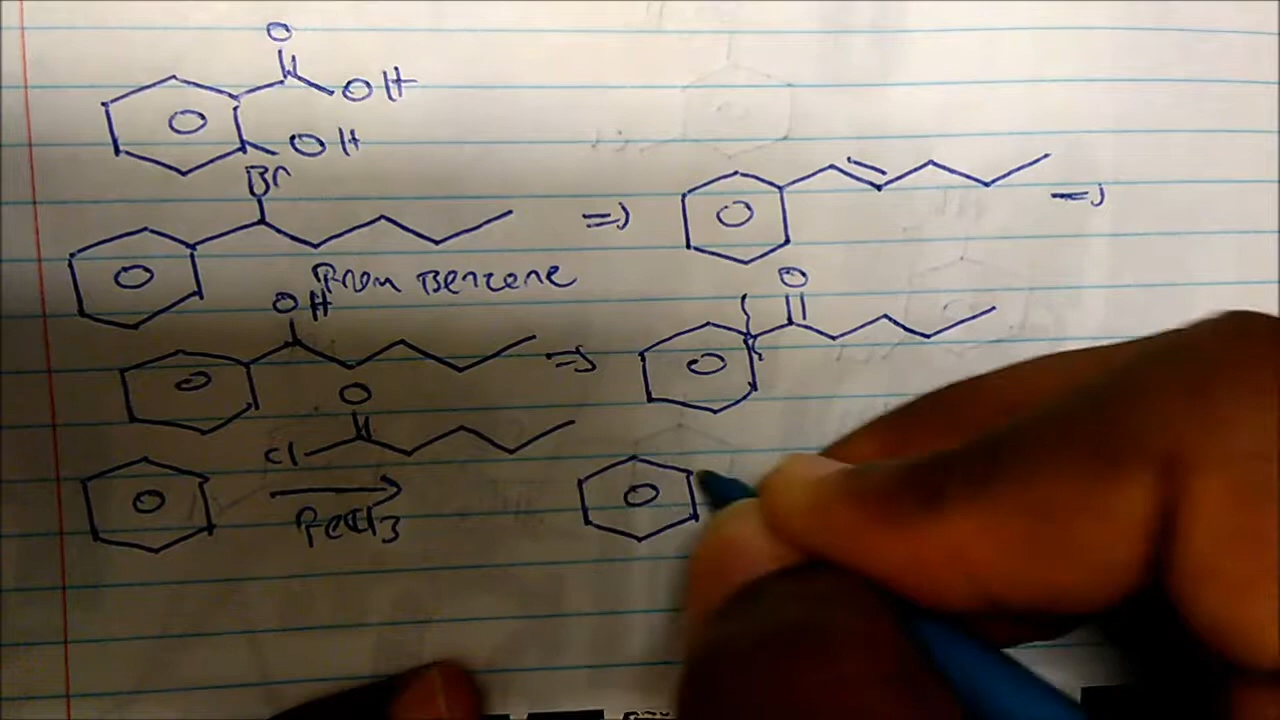 O
OH
OH
Br
=>
=>
From Benzene
OH
O
=>
O
Cl
FeCl3